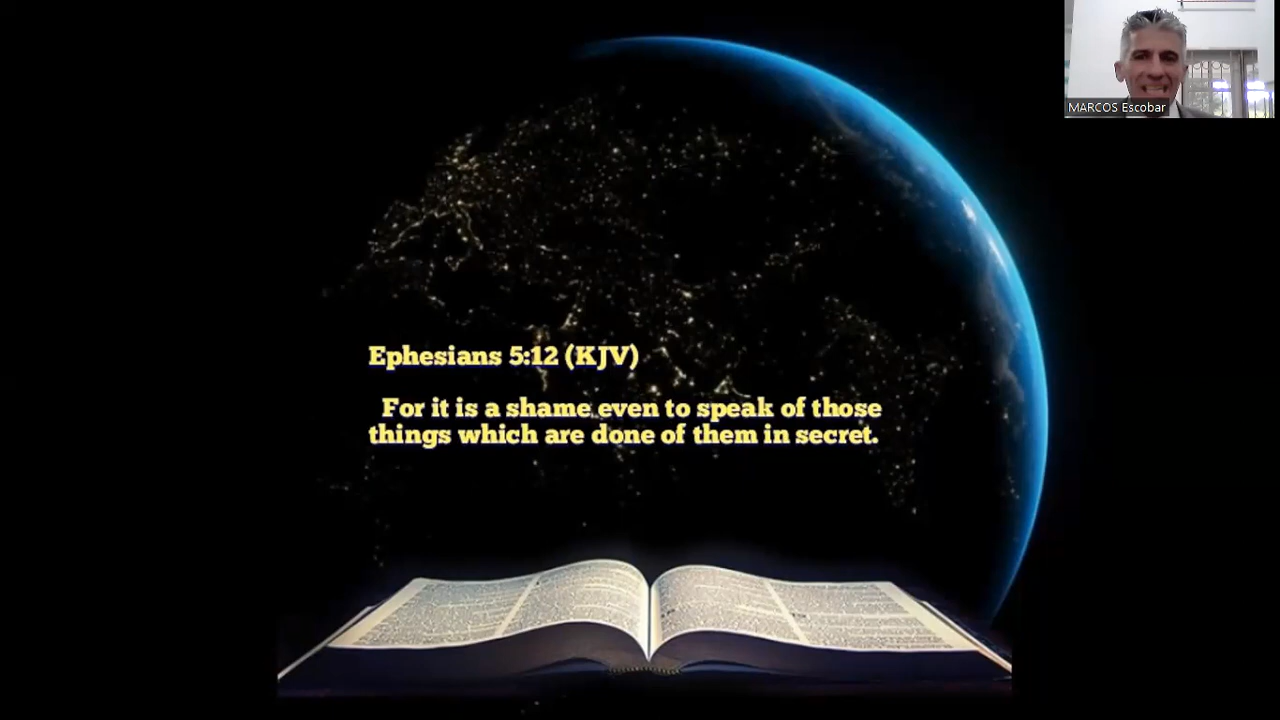 MARCOS Escobar
Ephesians 5:12 (KJV)
For it is a shame even to speak of those
things which are done of them in secret.